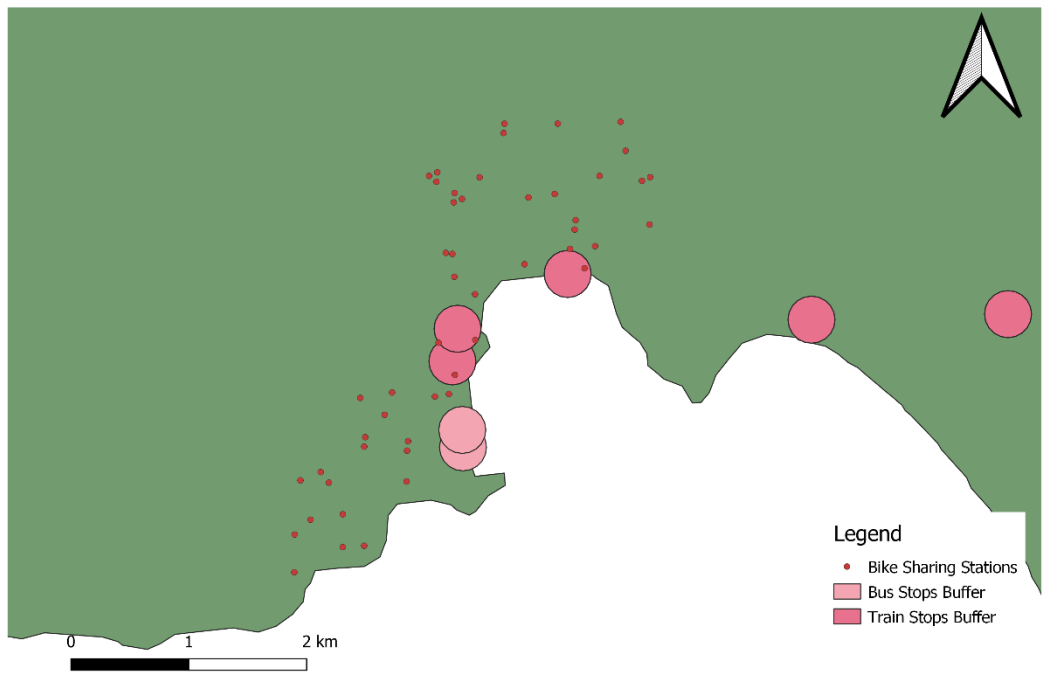 Legend
Bike Sharing Stations
Bus Stops Buffer
Train Stops Buffer
0 1 2 km